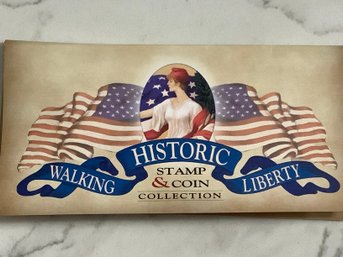 WALKING HISTORIC LIBERTY
STAMP
& COIN
COLLECTION